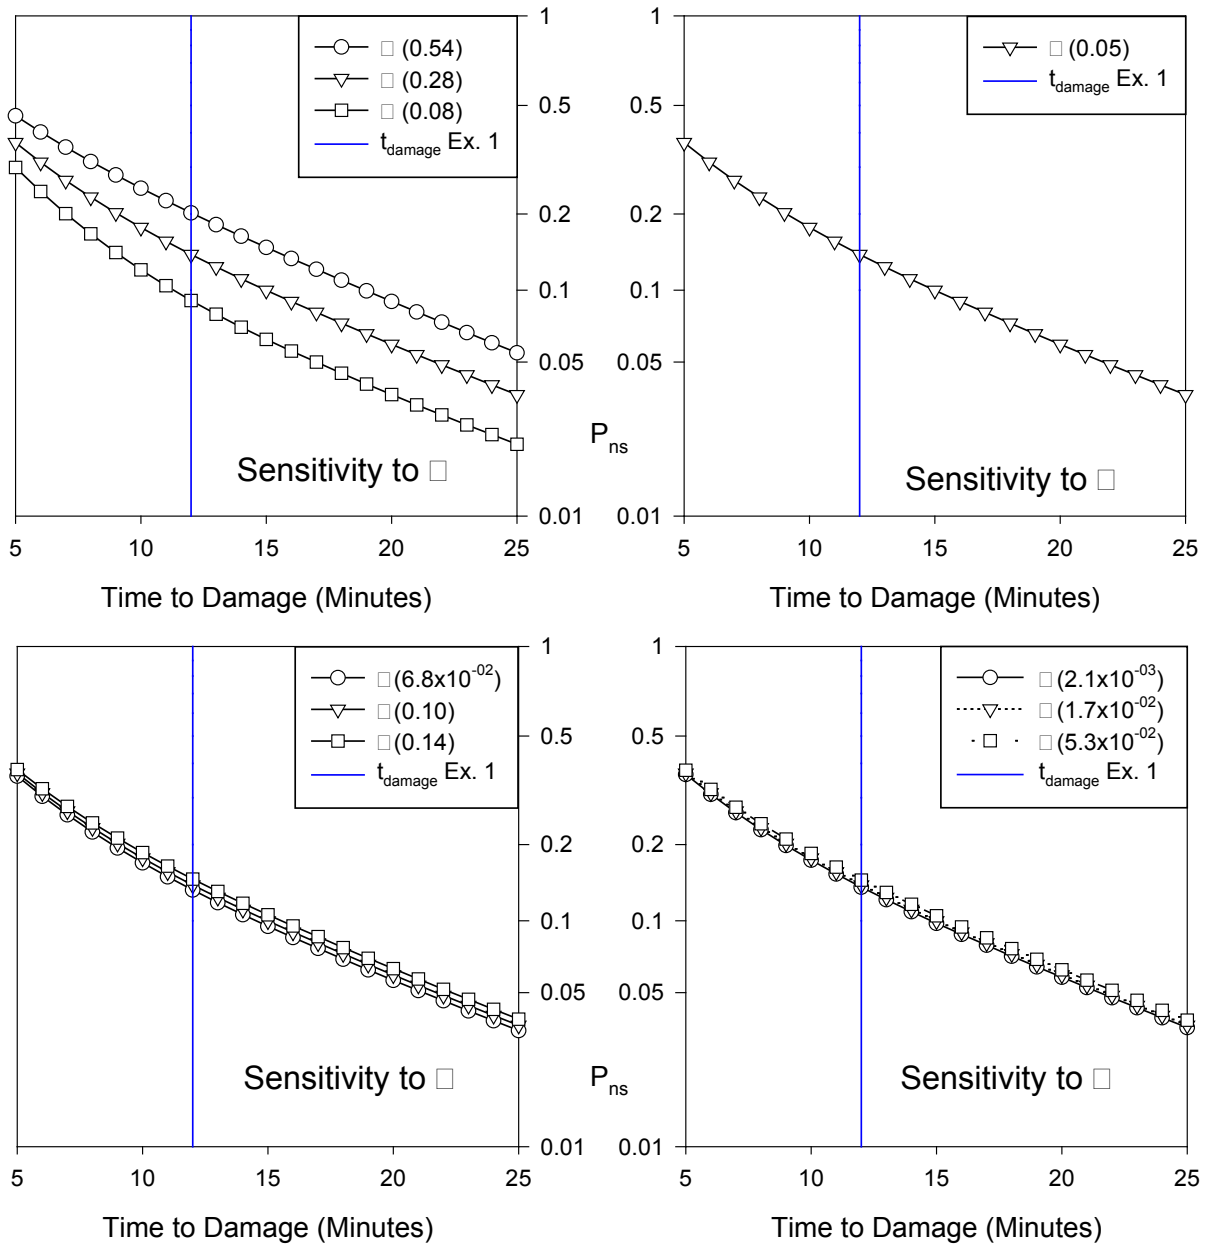 1
□ (0.54)
□ (0.28)
□ (0.08)
t_damage Ex. 1
0.5
0.2
0.1
0.05
0.01
Sensitivity to □
5 10 15 20 25
Time to Damage (Minutes)
P_ns
1
0.5
0.2
0.1
0.05
0.01
□ (0.05)
t_damage Ex. 1
Sensitivity to □
5 10 15 20 25
Time to Damage (Minutes)
□ (6.8x10^-02)
□ (0.10)
□ (0.14)
t_damage Ex. 1
1
0.5
0.2
0.1
0.05
0.01
Sensitivity to □
5 10 15 20 25
Time to Damage (Minutes)
P_ns
1
0.5
0.2
0.1
0.05
0.01
□ (2.1x10^-03)
□ (1.7x10^-02)
□ (5.3x10^-02)
t_damage Ex. 1
Sensitivity to □
5 10 15 20 25
Time to Damage (Minutes)